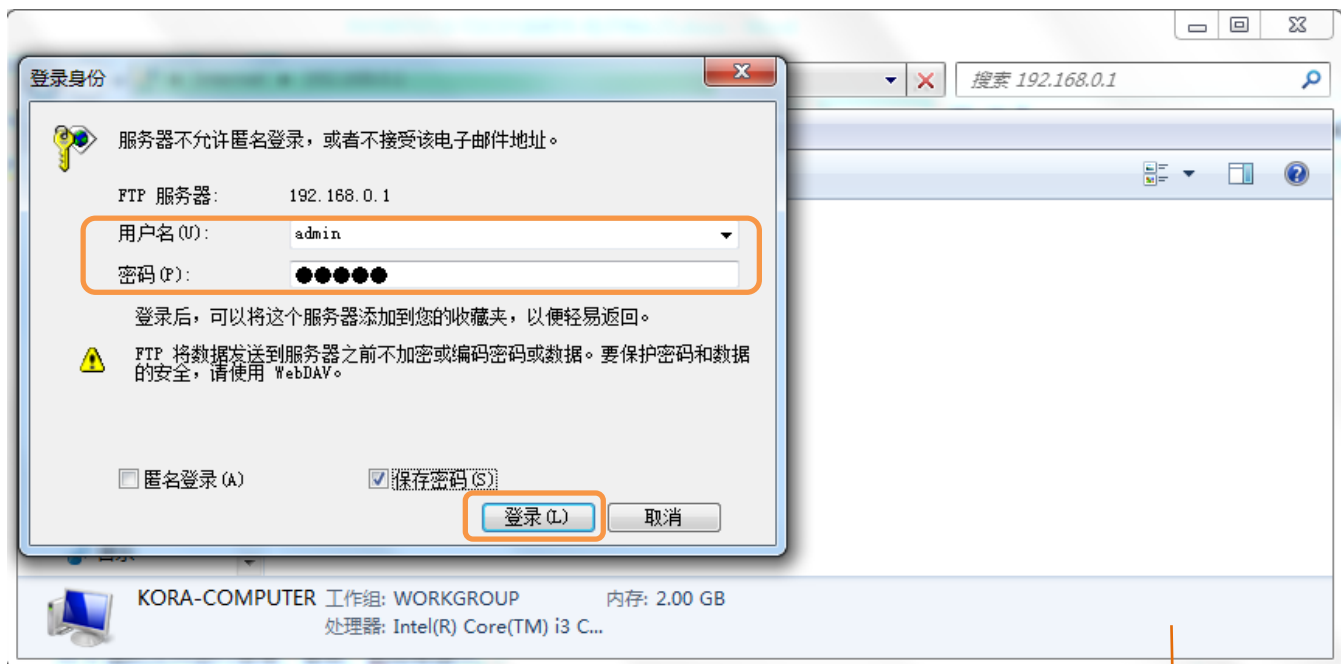 登录身份
搜索 192.168.0.1
服务器不允许匿名登录，或者不接受该电子邮件地址。
FTP 服务器: 192.168.0.1
用户名(U): admin
密码(P): ●●●●●
登录后，可以将这个服务器添加到您的收藏夹，以便轻易返回。
FTP 将数据发送到服务器之前不加密或编码密码或数据。要保护密码和数据
的安全，请使用 WebDAV。
匿名登录(A) 保存密码(S)
登录(L) 取消
KORA-COMPUTER 工作组: WORKGROUP 内存: 2.00 GB
处理器: Intel(R) Core(TM) i3 C...